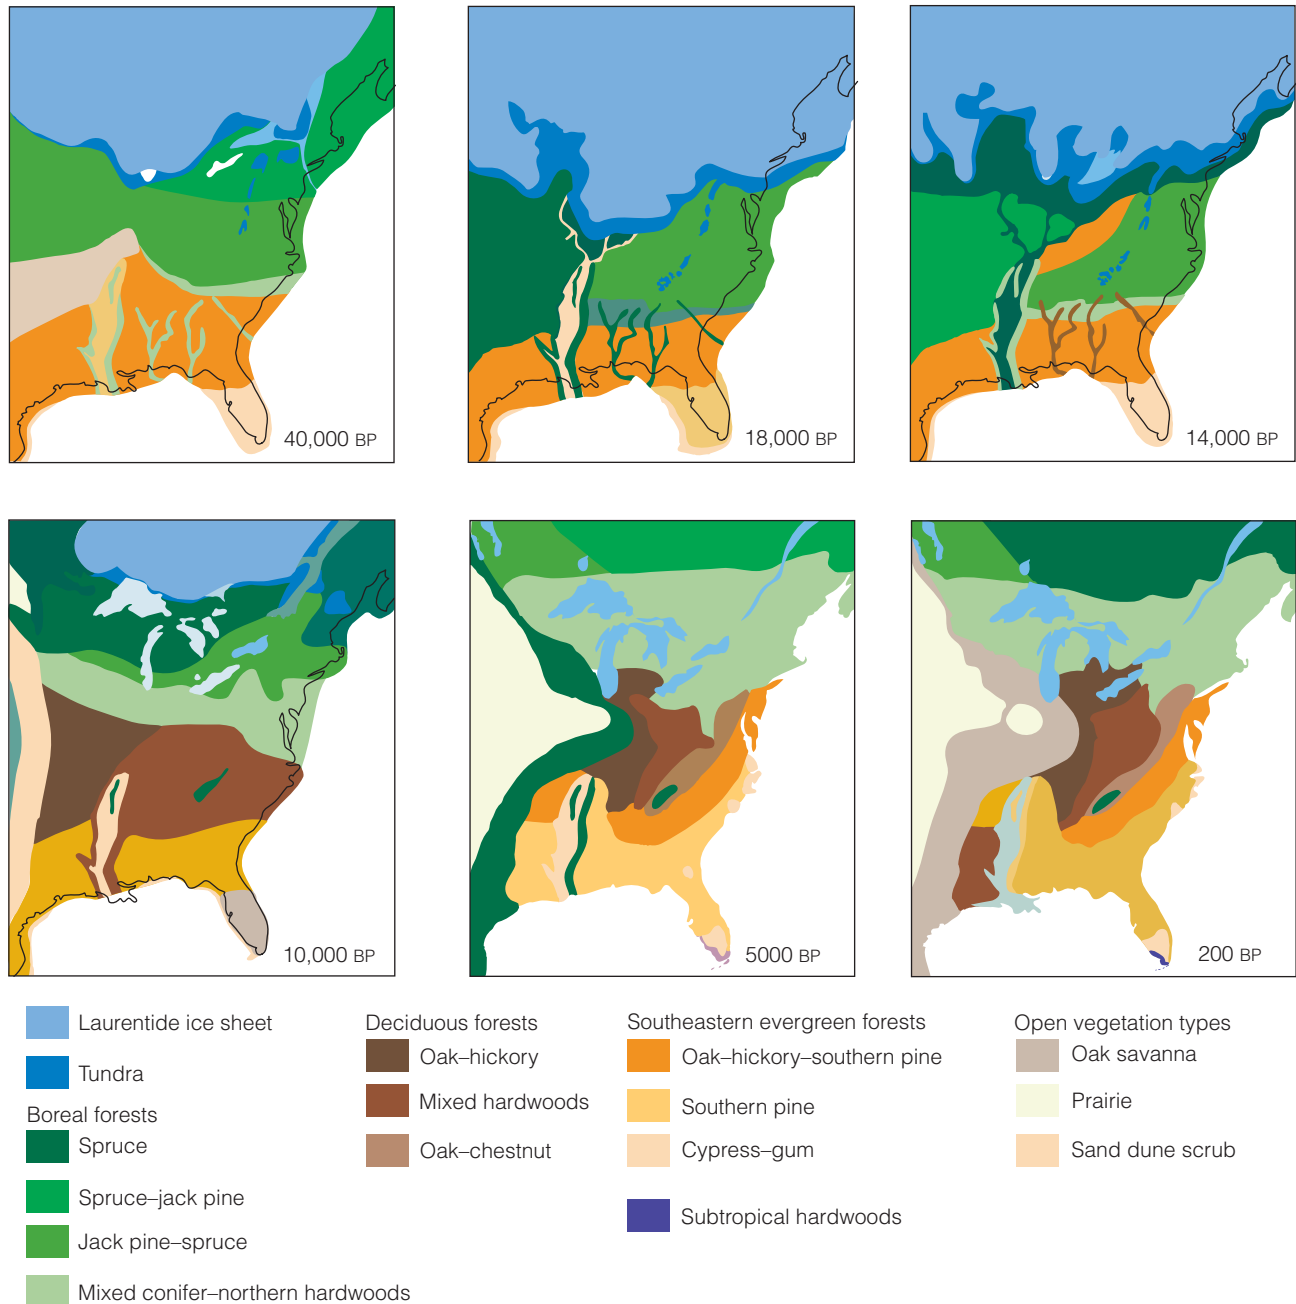 40,000 BP
18,000 BP
14,000 BP
10,000 BP
5000 BP
200 BP
Laurentide ice sheet
Tundra
Boreal forests
Spruce
Spruce–jack pine
Jack pine–spruce
Mixed conifer–northern hardwoods
Deciduous forests
Oak–hickory
Mixed hardwoods
Oak–chestnut
Southeastern evergreen forests
Oak–hickory–southern pine
Southern pine
Cypress–gum
Subtropical hardwoods
Open vegetation types
Oak savanna
Prairie
Sand dune scrub